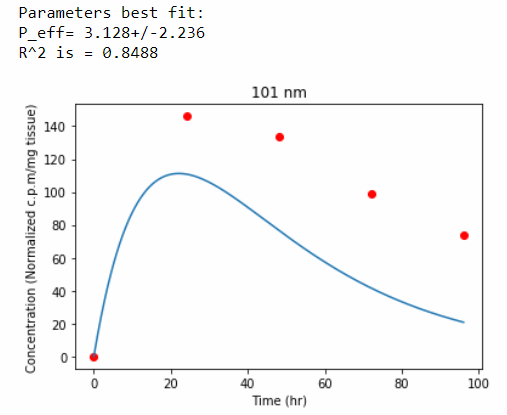 Parameters best fit:
P_eff= 3.128+/-2.236
R^2 is = 0.8488
101 nm
Concentration (Normalized c.p.m/mg tissue)
140
120
100
80
60
40
20
0
0 20 40 60 80 100
Time (hr)